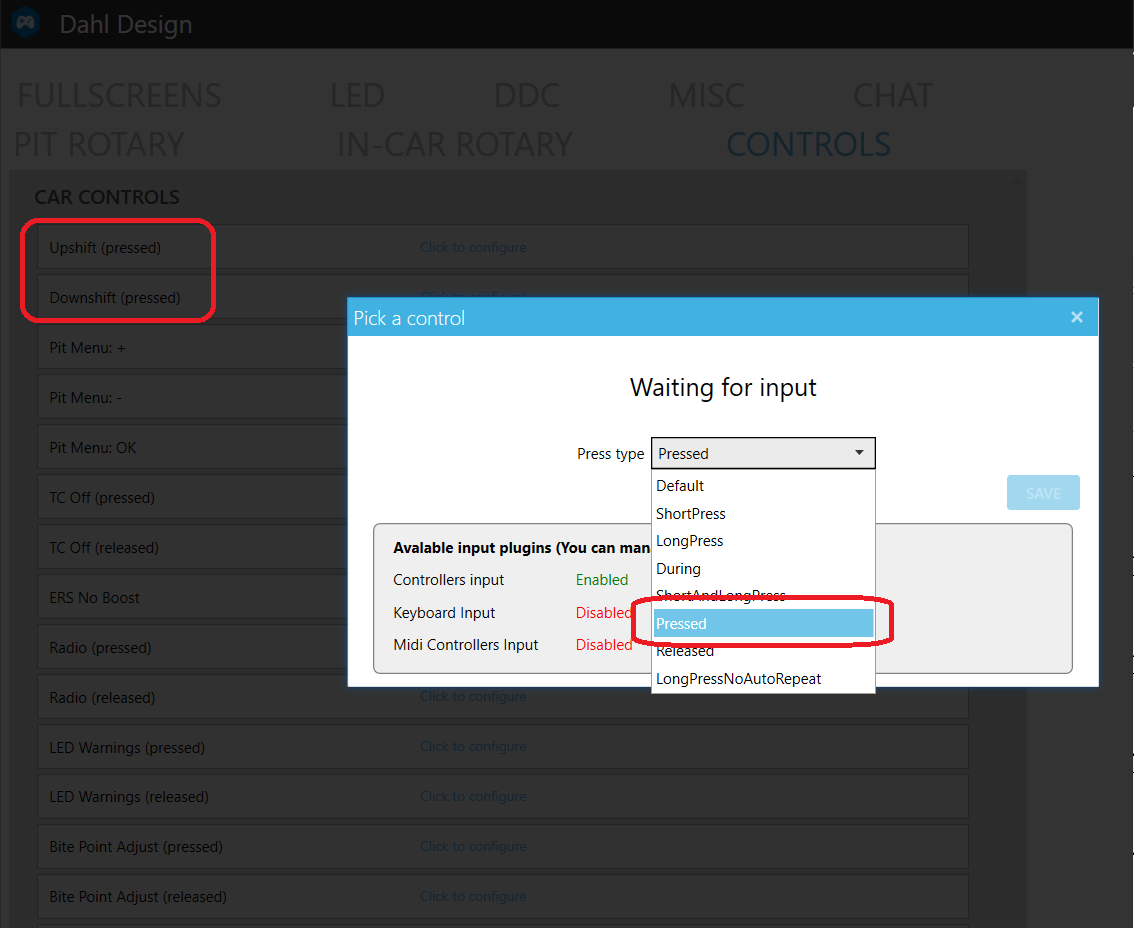 Dahl Design
FULLSCREENS LED DDC MISC CHAT
PIT ROTARY IN-CAR ROTARY CONTROLS
CAR CONTROLS
Upshift (pressed) Click to configure
Downshift (pressed) Click to configure
Pit Menu: +
Pit Menu: -
Pit Menu: OK
TC Off (pressed)
TC Off (released)
ERS No Boost
Radio (pressed)
Radio (released) Click to configure
LED Warnings (pressed) Click to configure
LED Warnings (released) Click to configure
Bite Point Adjust (pressed) Click to configure
Bite Point Adjust (released) Click to configure
Pick a control
Waiting for input
Press type Pressed
Default
ShortPress
LongPress
During
ShortAndLongPress
Pressed
Released
LongPressNoAutoRepeat
SAVE
Avalable input plugins (You can man
Controllers input Enabled
Keyboard Input Disabled
Midi Controllers Input Disabled